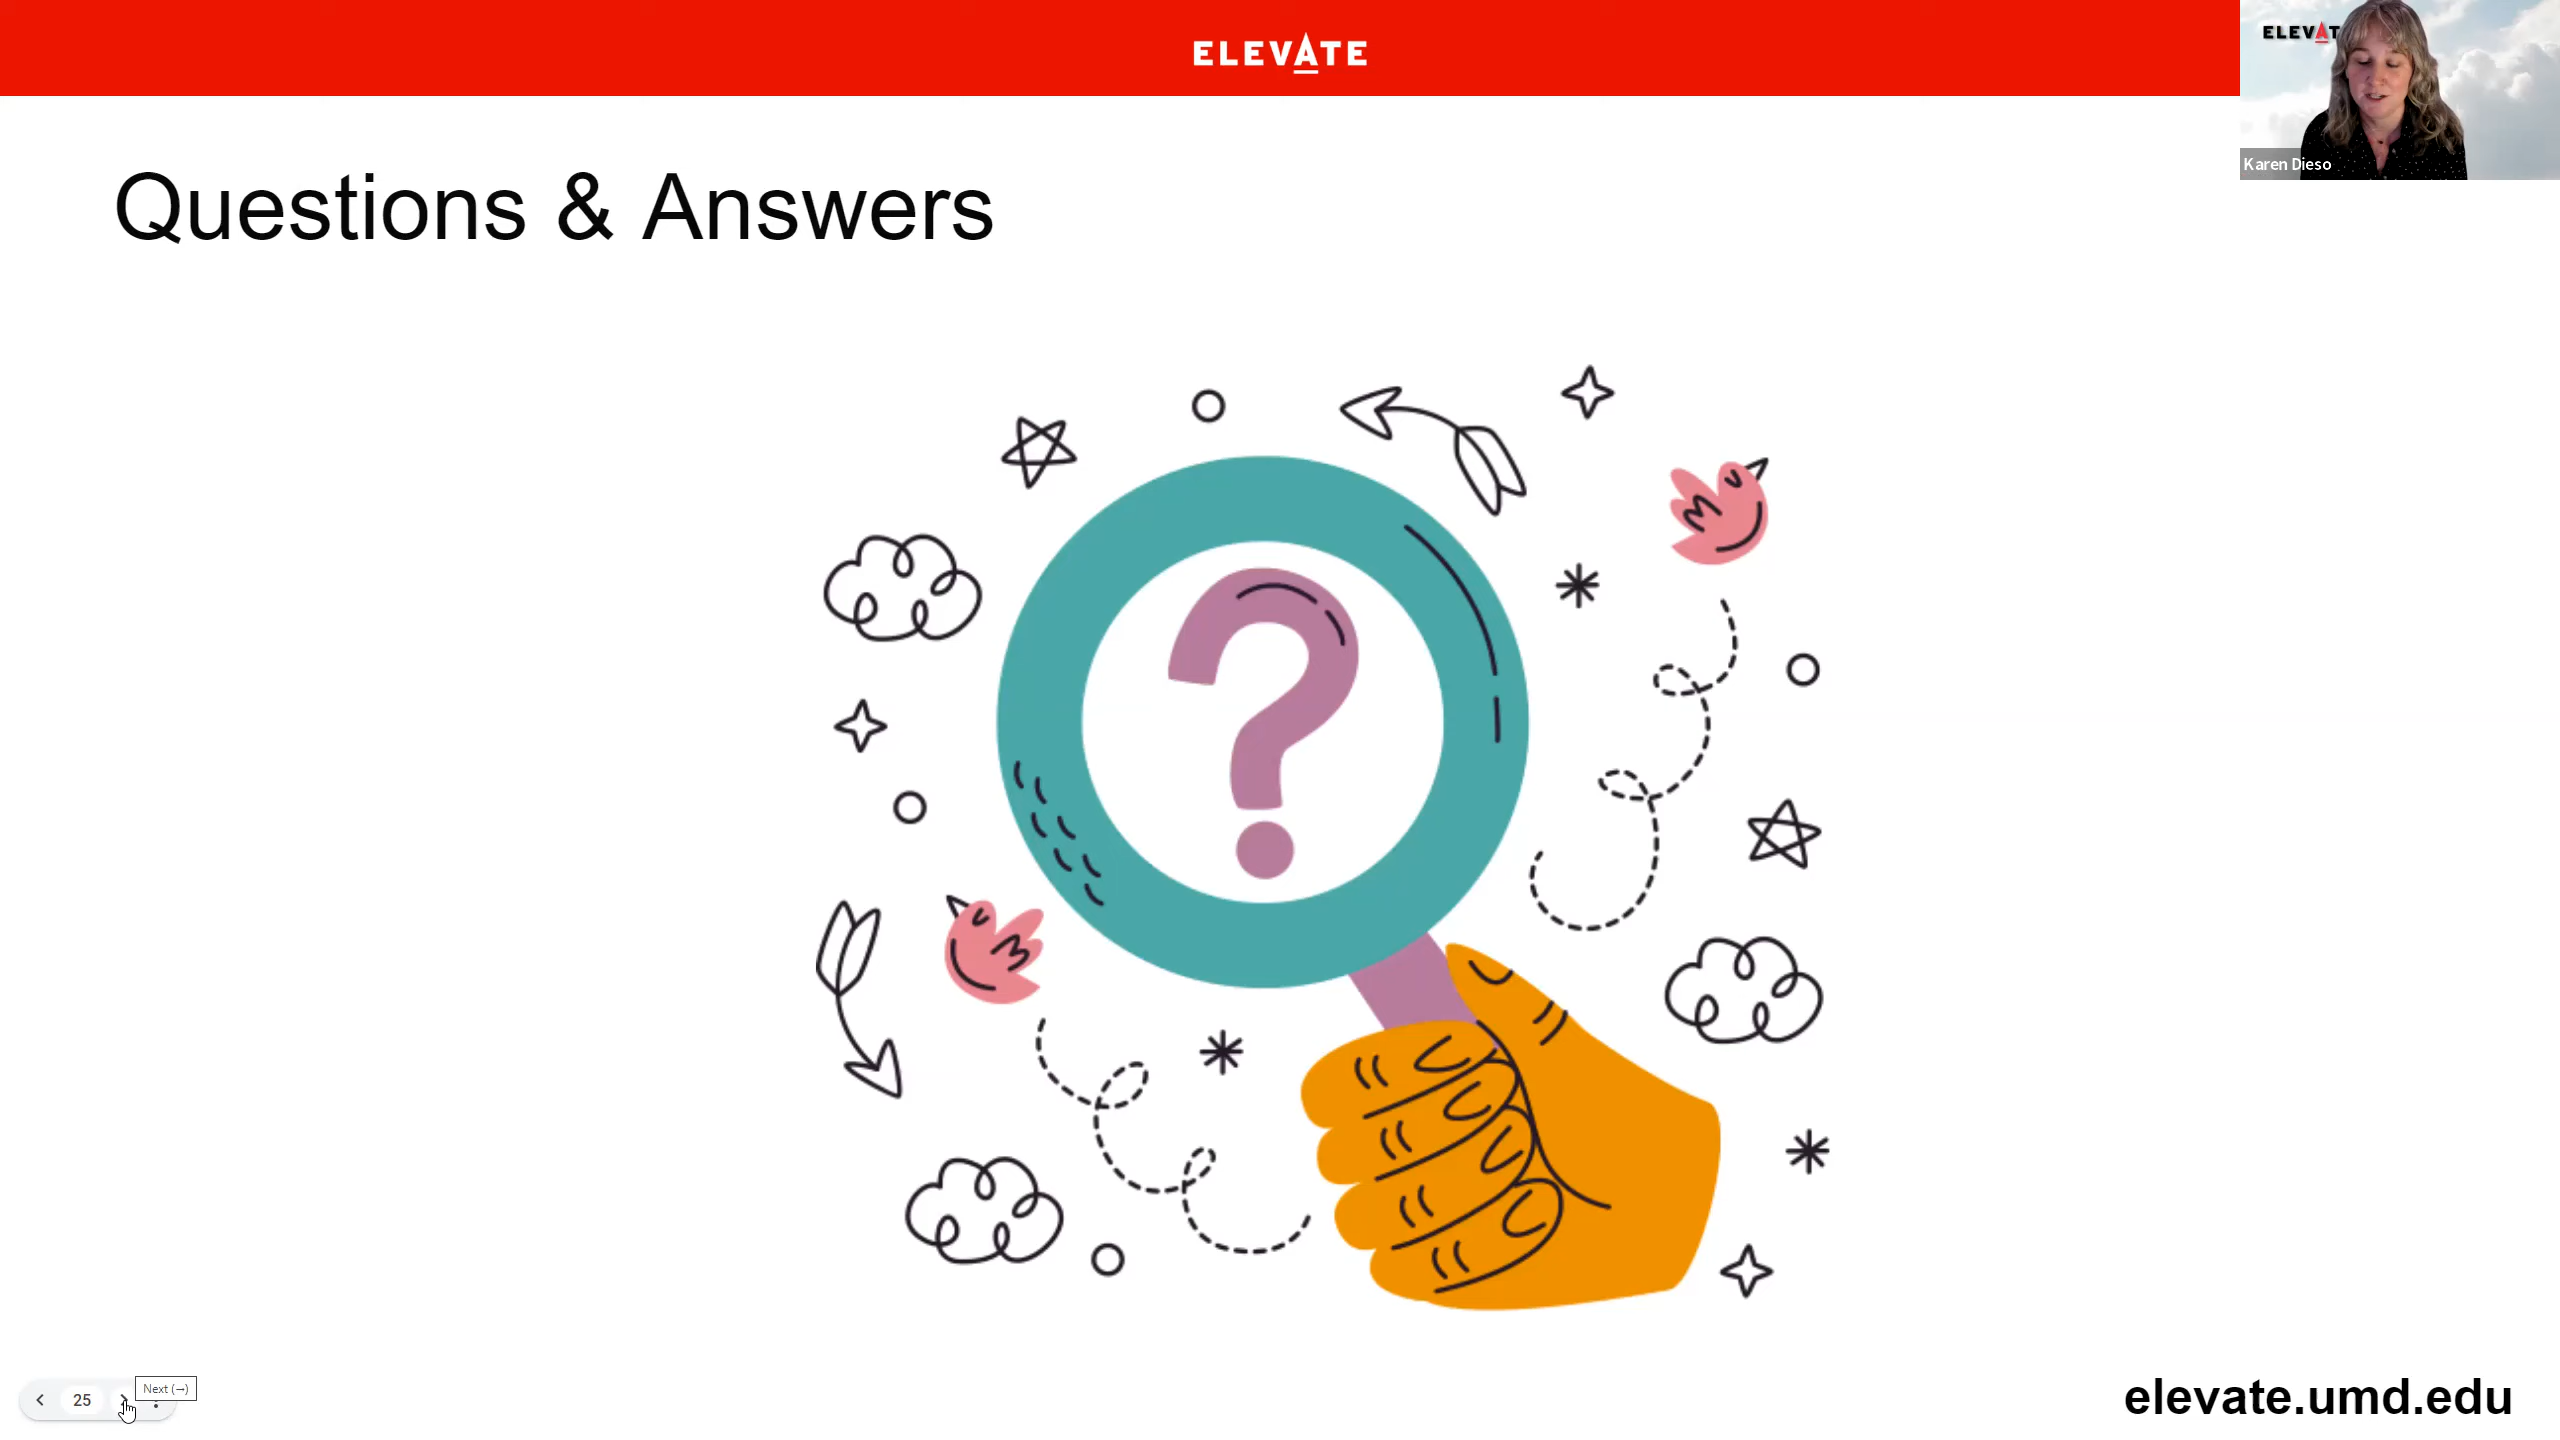 ELEVATE
ELEVAT
Karen Dieso
Questions & Answers
?
25
Next (→)
elevate.umd.edu